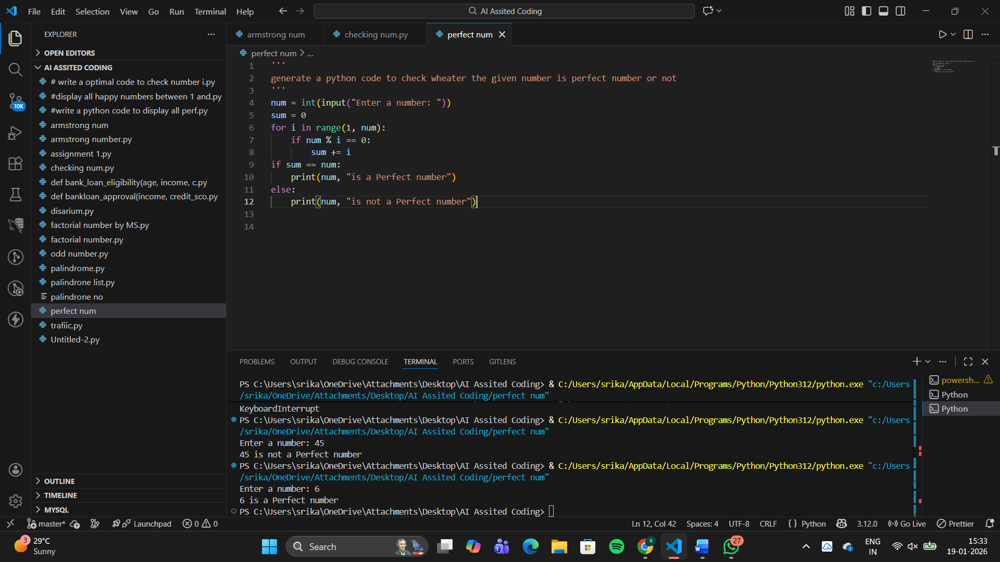 File Edit Selection View Go Run Terminal Help
AI Assited Coding
EXPLORER
OPEN EDITORS
AI ASSITED CODING
# write a optimal code to check number i.py
#display all happy numbers between 1 and.py
#write a python code to display all perf.py
armstrong num
armstrong number.py
assignment 1.py
checking num.py
def bank_loan_eligibility(age, income, c.py
def bankloan_approval(income, credit_sco.py
disarium.py
factorial number by MS.py
factorial number.py
odd number.py
palindrome.py
palindrone list.py
palindrone no
perfect num
trafiic.py
Untitled-2.py
OUTLINE
TIMELINE
MYSQL
10K
armstrong num
checking num.py
perfect num
perfect num > ...
1 '''
2 generate a python code to check wheater the given number is perfect number or not
3 '''
4 num = int(input("Enter a number: "))
5 sum = 0
6 for i in range(1, num):
7 if num % i == 0:
8 sum += i
9 if sum == num:
10 print(num, "is a Perfect number")
11 else:
12 print(num, "is not a Perfect number")
13
14
PROBLEMS OUTPUT DEBUG CONSOLE TERMINAL PORTS GITLENS
PS C:\Users\srika\OneDrive\Attachments\Desktop\AI Assited Coding> & C:/Users/srika/AppData/Local/Programs/Python/Python312/python.exe "c:/Users
/srika/OneDrive/Attachments/Desktop/AI Assited Coding/perfect num"
KeyboardInterrupt
PS C:\Users\srika\OneDrive\Attachments\Desktop\AI Assited Coding> & C:/Users/srika/AppData/Local/Programs/Python/Python312/python.exe "c:/Users
/srika/OneDrive/Attachments/Desktop/AI Assited Coding/perfect num"
Enter a number: 45
45 is not a Perfect number
PS C:\Users\srika\OneDrive\Attachments\Desktop\AI Assited Coding> & C:/Users/srika/AppData/Local/Programs/Python/Python312/python.exe "c:/Users
/srika/OneDrive/Attachments/Desktop/AI Assited Coding/perfect num"
Enter a number: 6
6 is a Perfect number
PS C:\Users\srika\OneDrive\Attachments\Desktop\AI Assited Coding>
powersh...
Python
Python
master* Launchpad 0 0
Ln 12, Col 42 Spaces: 4 UTF-8 CRLF {} Python 3.12.0 Go Live Prettier
3
29°C
Sunny
Search
27
ENG
IN
15:33
19-01-2026